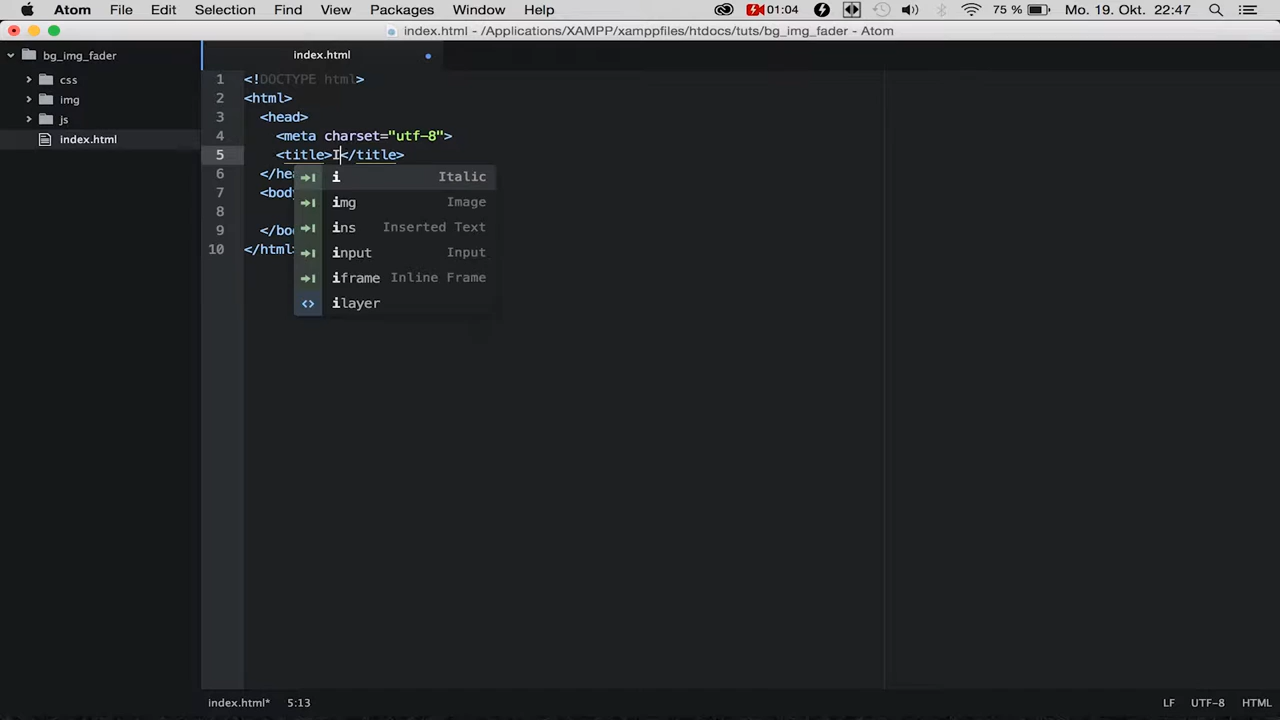 Atom File Edit Selection Find View Packages Window Help 01:04 75 % Mo. 19. Okt. 22:47
index.html - /Applications/XAMPP/xamppfiles/htdocs/tuts/bg_img_fader - Atom
bg_img_fader
css
img
js
index.html
index.html
1 <!DOCTYPE html>
2 <html>
3 <head>
4 <meta charset="utf-8">
5 <title>I</title>
6 </hea
7 <body
8
9 </bod
10 </html>
i Italic
img Image
ins Inserted Text
input Input
iframe Inline Frame
ilayer
index.html* 5:13 LF UTF-8 HTML